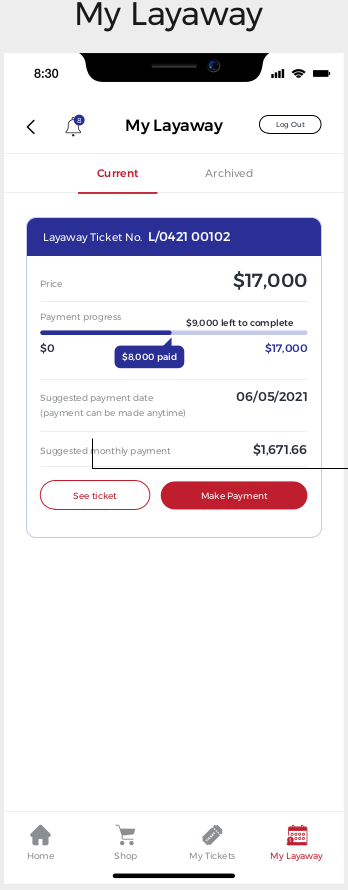 My Layaway
8:30
8
My Layaway
Log Out
Current
Archived
Layaway Ticket No. L/0421 00102
Price
$17,000
Payment progress
$9,000 left to complete
$0
$8,000 paid
$17,000
Suggested payment date
(payment can be made anytime)
06/05/2021
Suggested monthly payment
$1,671.66
See ticket
Make Payment
Home
Shop
My Tickets
My Layaway